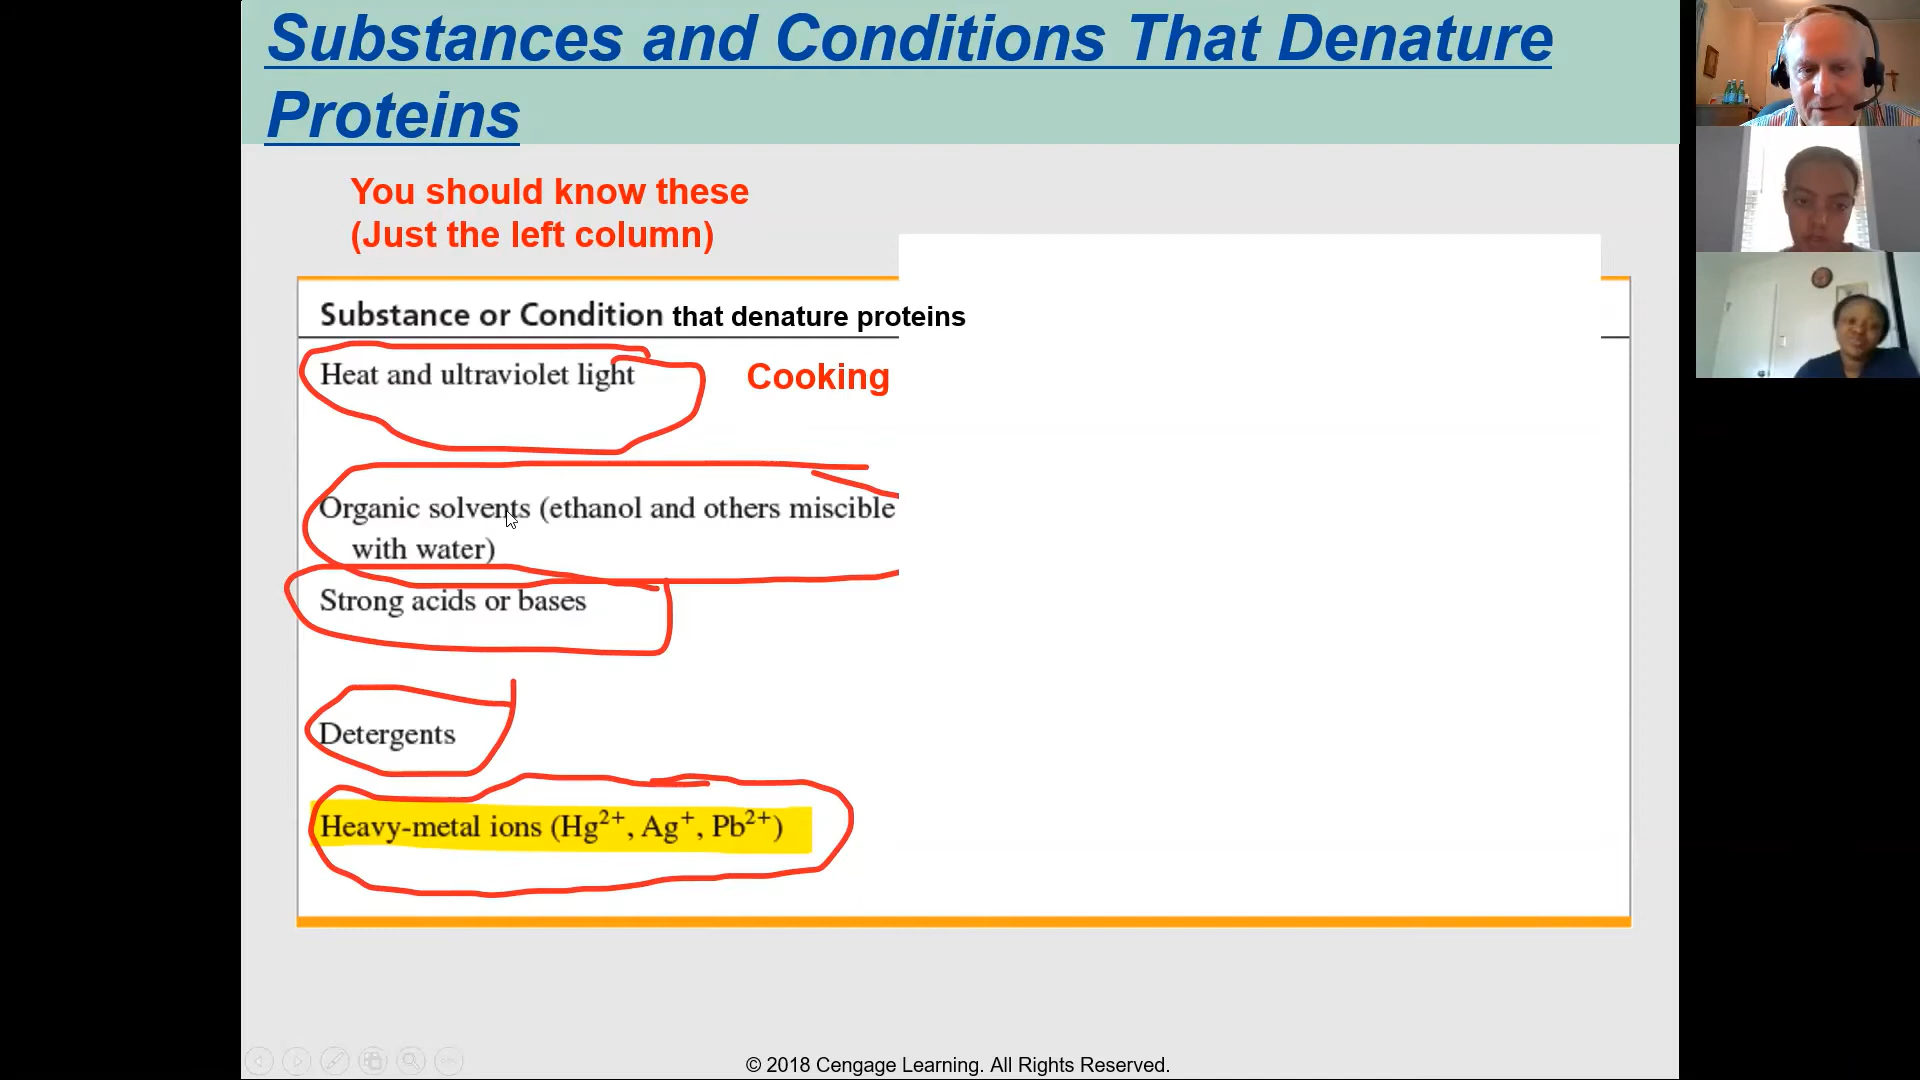 Substances and Conditions That Denature
Proteins
You should know these
(Just the left column)
Substance or Condition that denature proteins
Heat and ultraviolet light Cooking
Organic solvents (ethanol and others miscible
with water)
Strong acids or bases
Detergents
Heavy-metal ions (Hg²⁺, Ag⁺, Pb²⁺)
© 2018 Cengage Learning. All Rights Reserved.